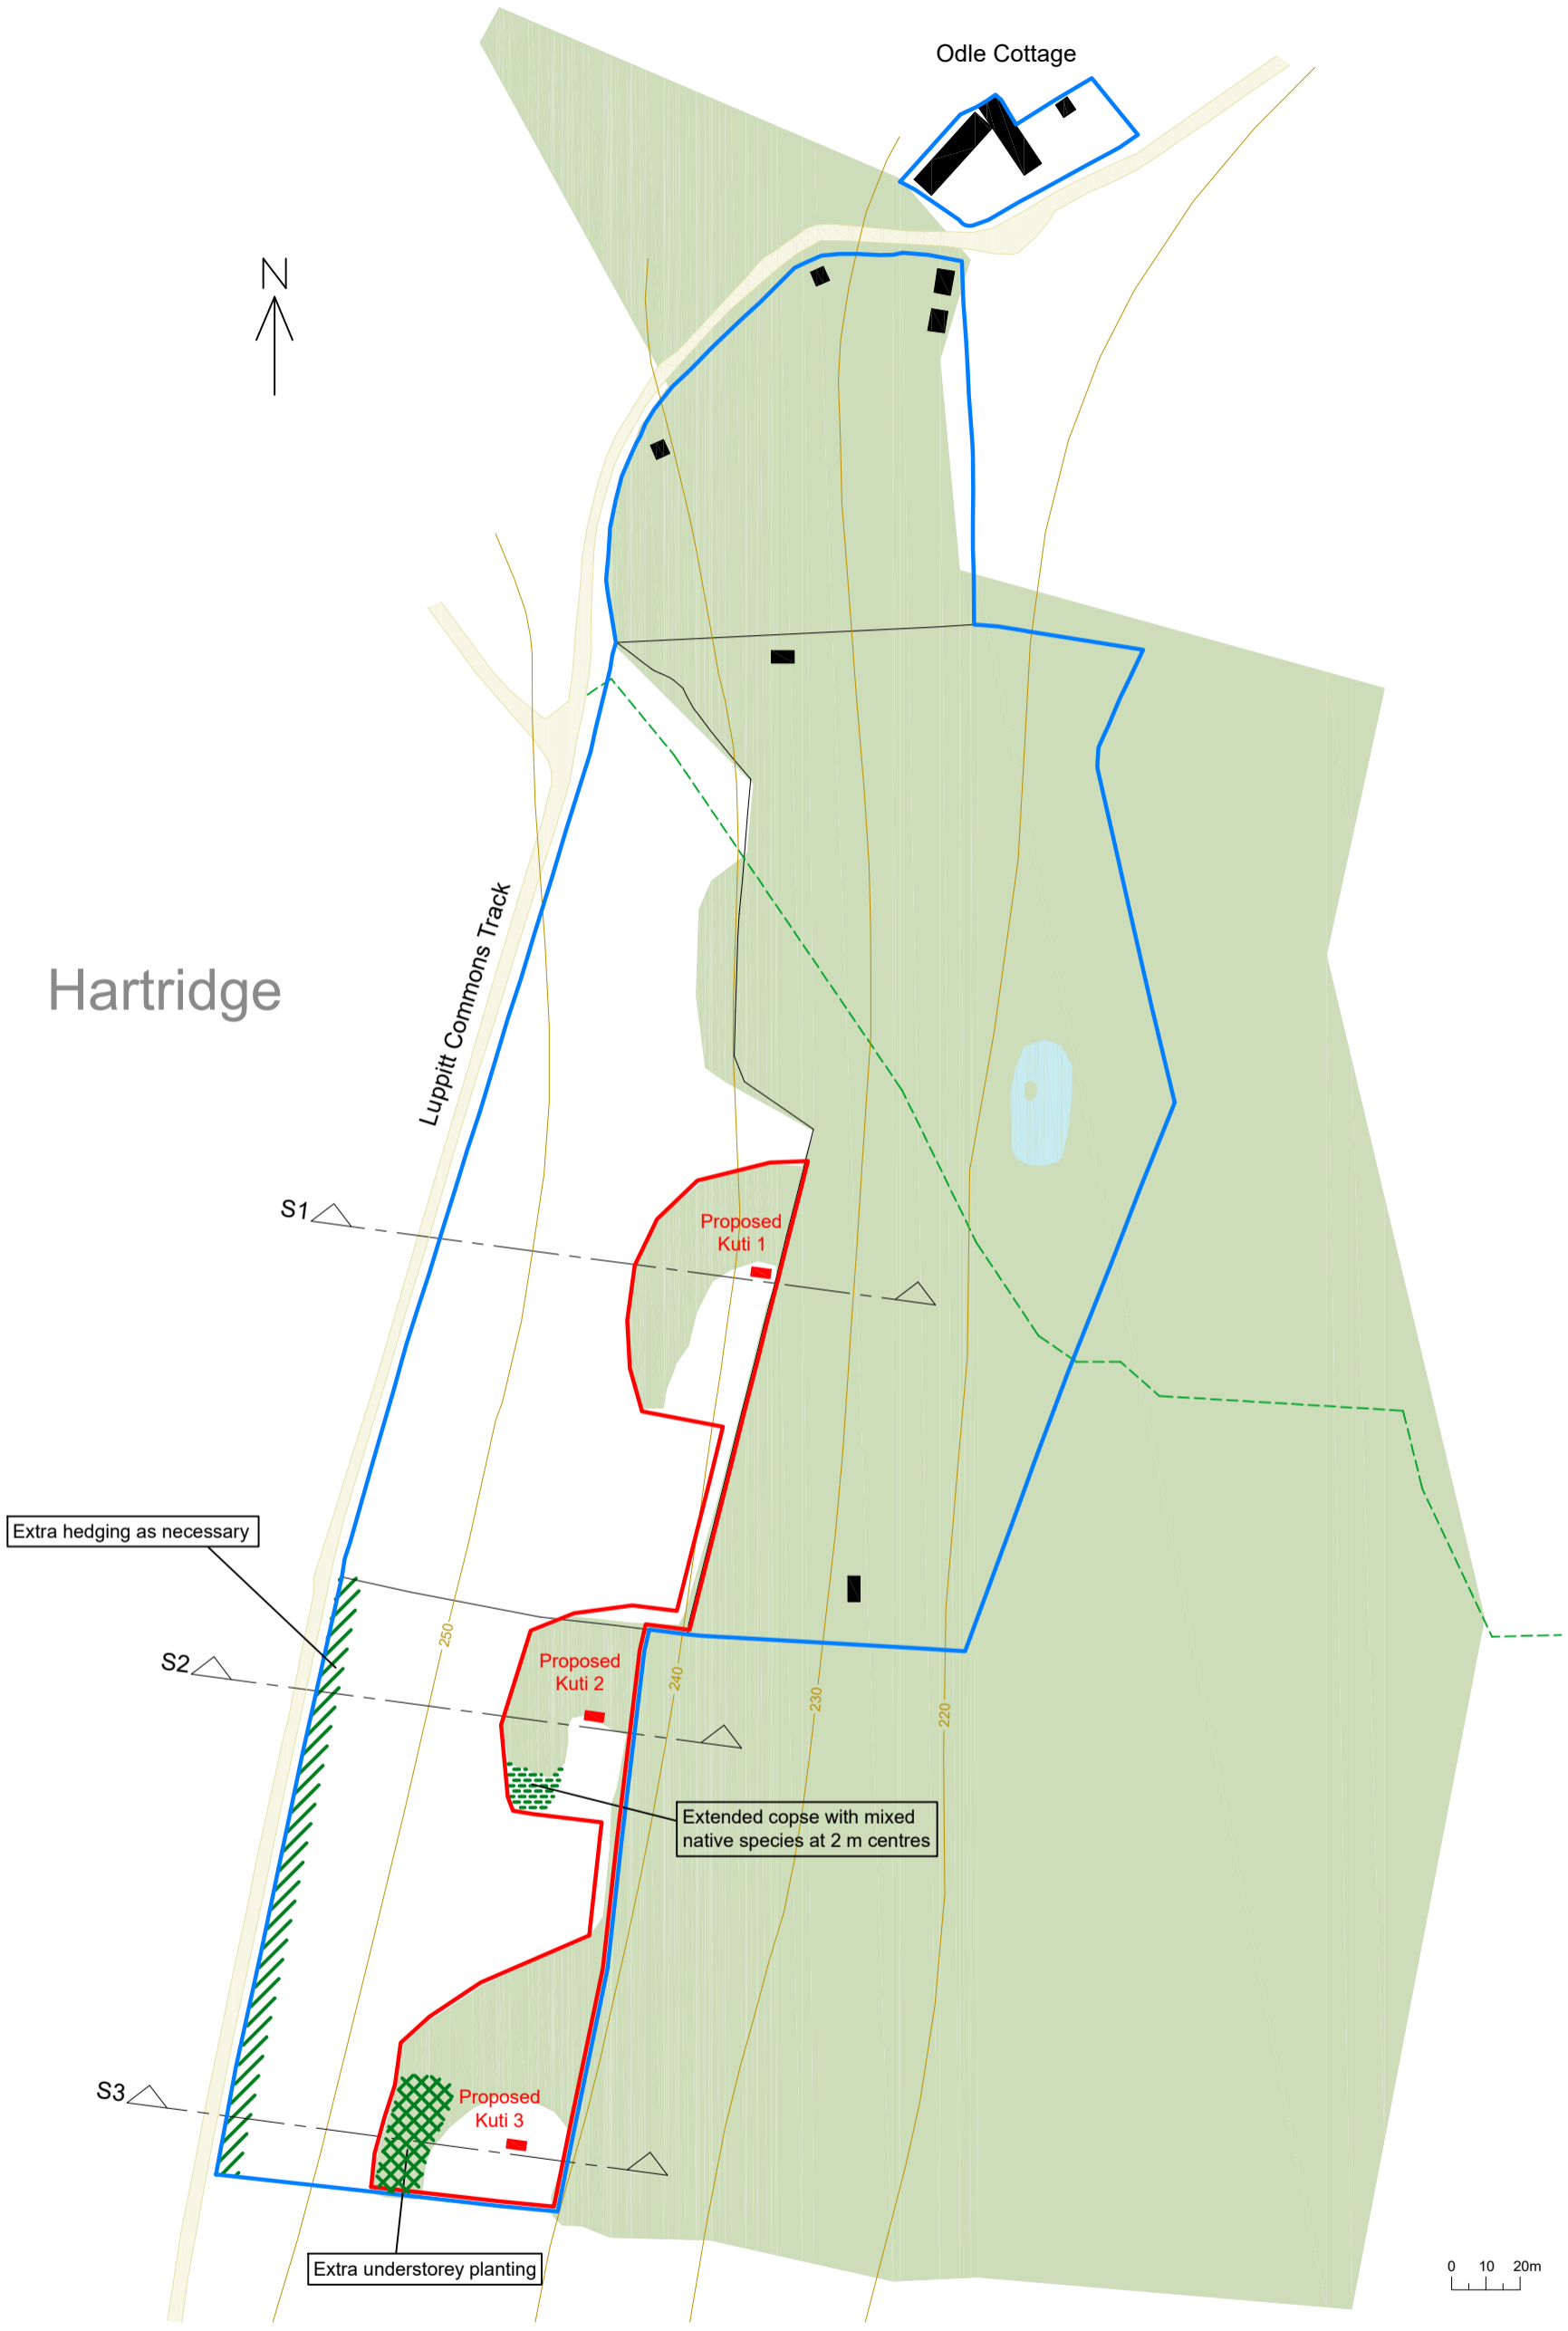 Odle Cottage
N
Luppitt Commons Track
Hartridge
S1
Proposed
Kuti 1
Extra hedging as necessary
250
S2
Proposed
Kuti 2
240
230
220
Extended copse with mixed
native species at 2 m centres
S3
Proposed
Kuti 3
Extra understorey planting
0 10 20m